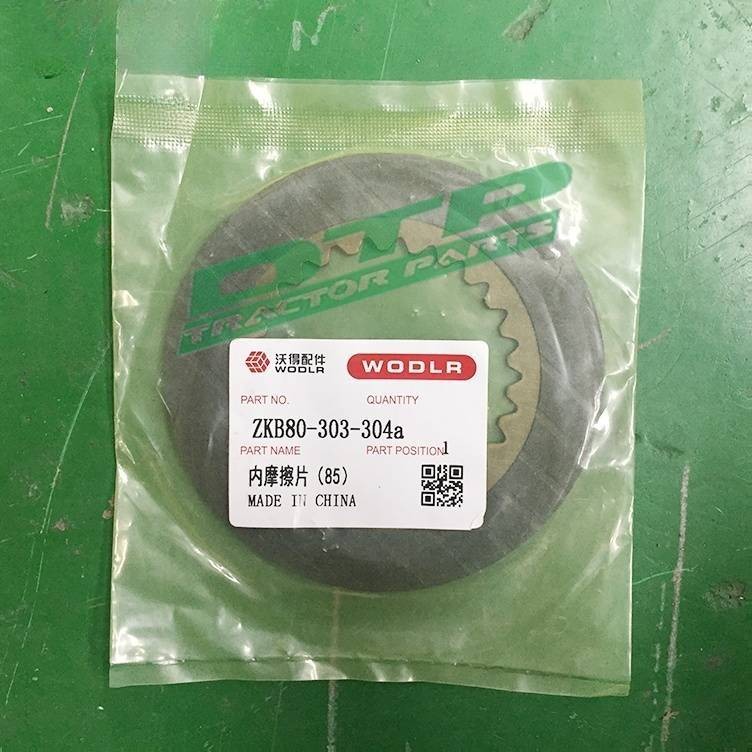 DTP
TRACTOR PARTS
沃得配件
WODLR
WODLR
PART NO.
QUANTITY
ZKB80-303-304a
PART NAME
PART POSITION
1
内摩擦片 (85)
MADE IN CHINA